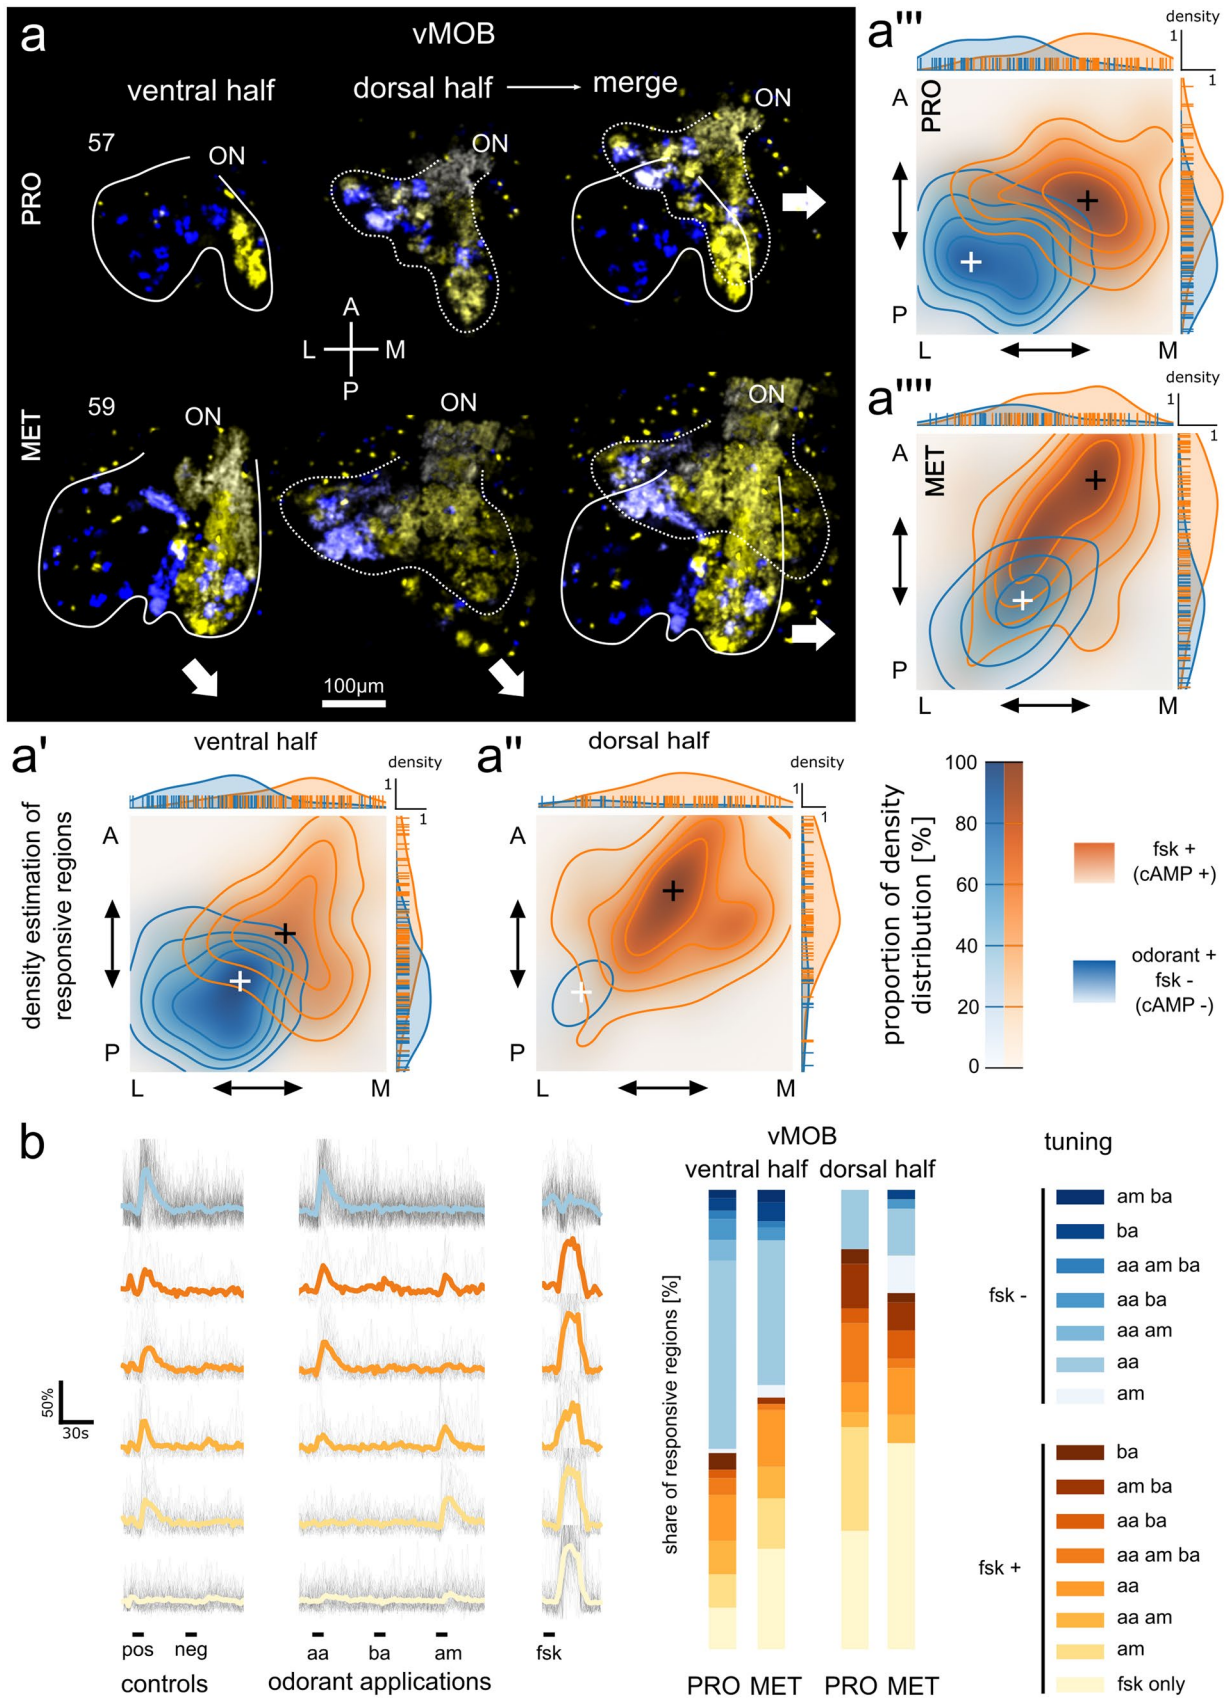 a
vMOB
ventral half
dorsal half
merge
57
ON
ON
ON
PRO
A
L
M
P
59
ON
ON
ON
MET
100µm
a'''
density
1
1
A
PRO
P
L
M
a''''
density
1
1
A
MET
P
L
M
a'
ventral half
density
1
1
density estimation of
responsive regions
A
P
L
M
a''
dorsal half
density
1
1
A
P
L
M
proportion of density
distribution [%]
100
80
60
40
20
0
fsk +
(cAMP +)
odorant +
fsk -
(cAMP -)
b
50%
30s
pos
neg
controls
aa
ba
am
odorant applications
fsk
vMOB
ventral half
dorsal half
share of responsive regions [%]
PRO
MET
PRO
MET
tuning
fsk -
am ba
ba
aa am ba
aa ba
aa am
aa
am
fsk +
ba
am ba
aa ba
aa am ba
aa
aa am
am
fsk only